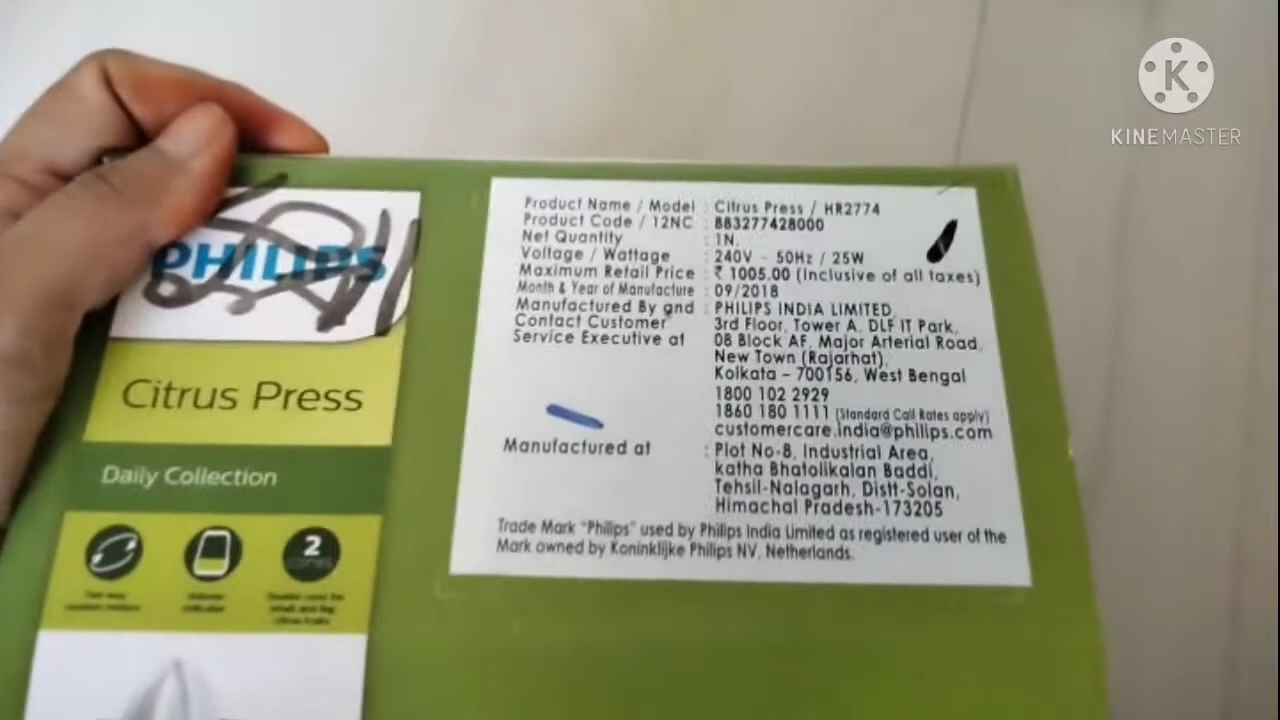 KINEMASTER
PHILIPS
Citrus Press
Daily Collection
2
Product Name / Model : Citrus Press / HR2774
Product Code / 12NC : 883277428000
Net Quantity : 1N.
Voltage / Wattage : 240V ~ 50Hz / 25W
Maximum Retail Price : ₹ 1005.00 (Inclusive of all taxes)
Month & Year of Manufacture : 09/2018
Manufactured By and : PHILIPS INDIA LIMITED,
Contact Customer 3rd Floor, Tower A, DLF IT Park,
Service Executive at 08 Block AF, Major Arterial Road,
New Town (Rajarhat),
Kolkata – 700156, West Bengal
1800 102 2929
1860 180 1111 (Standard Call Rates apply)
customercare.india@philips.com
Manufactured at : Plot No-8, Industrial Area,
katha Bhatolikalan Baddi,
Tehsil-Nalagarh, Distt-Solan,
Himachal Pradesh-173205
Trade Mark "Philips" used by Philips India Limited as registered user of the
Mark owned by Koninklijke Philips NV, Netherlands.